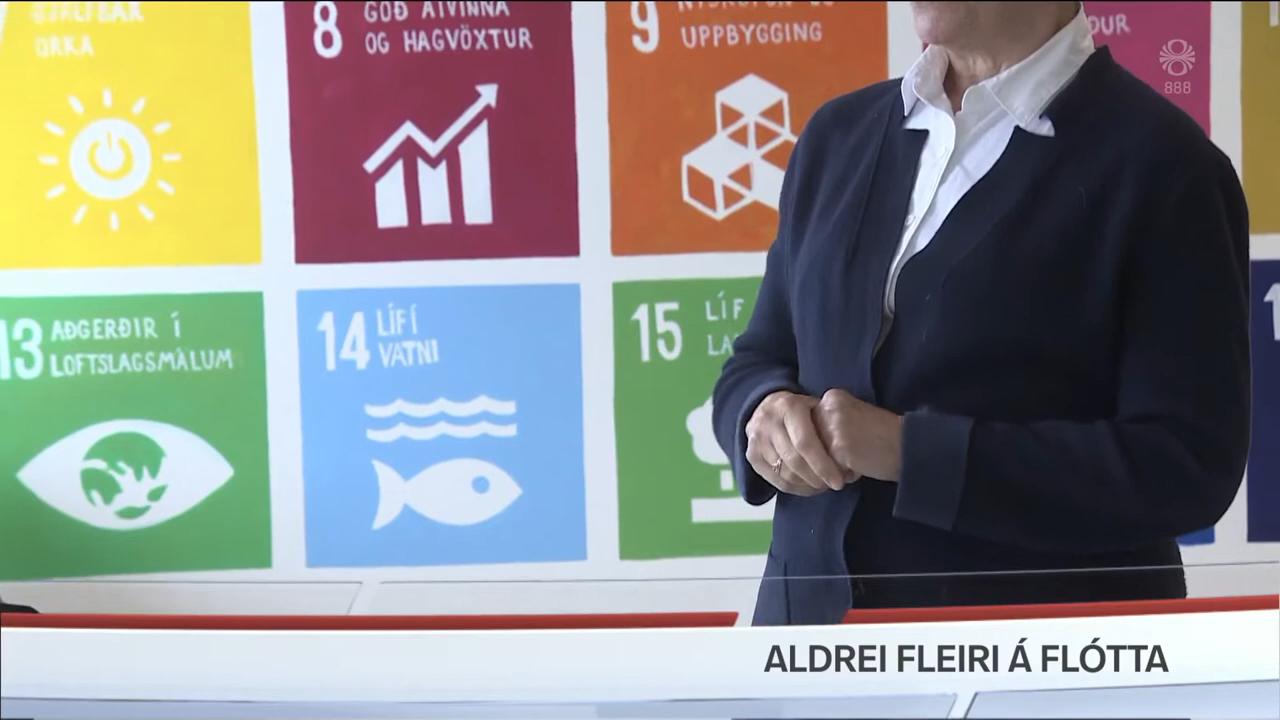 ORKA
8 GÓÐ ATVINNA
OG HAGVÖXTUR
9
UPPBYGGING
888
13 AÐGERÐIR Í
LOFTSLAGSMÁLUM
14 LÍF Í
VATNI
15 LÍF
ALDREI FLEIRI Á FLÓTTA